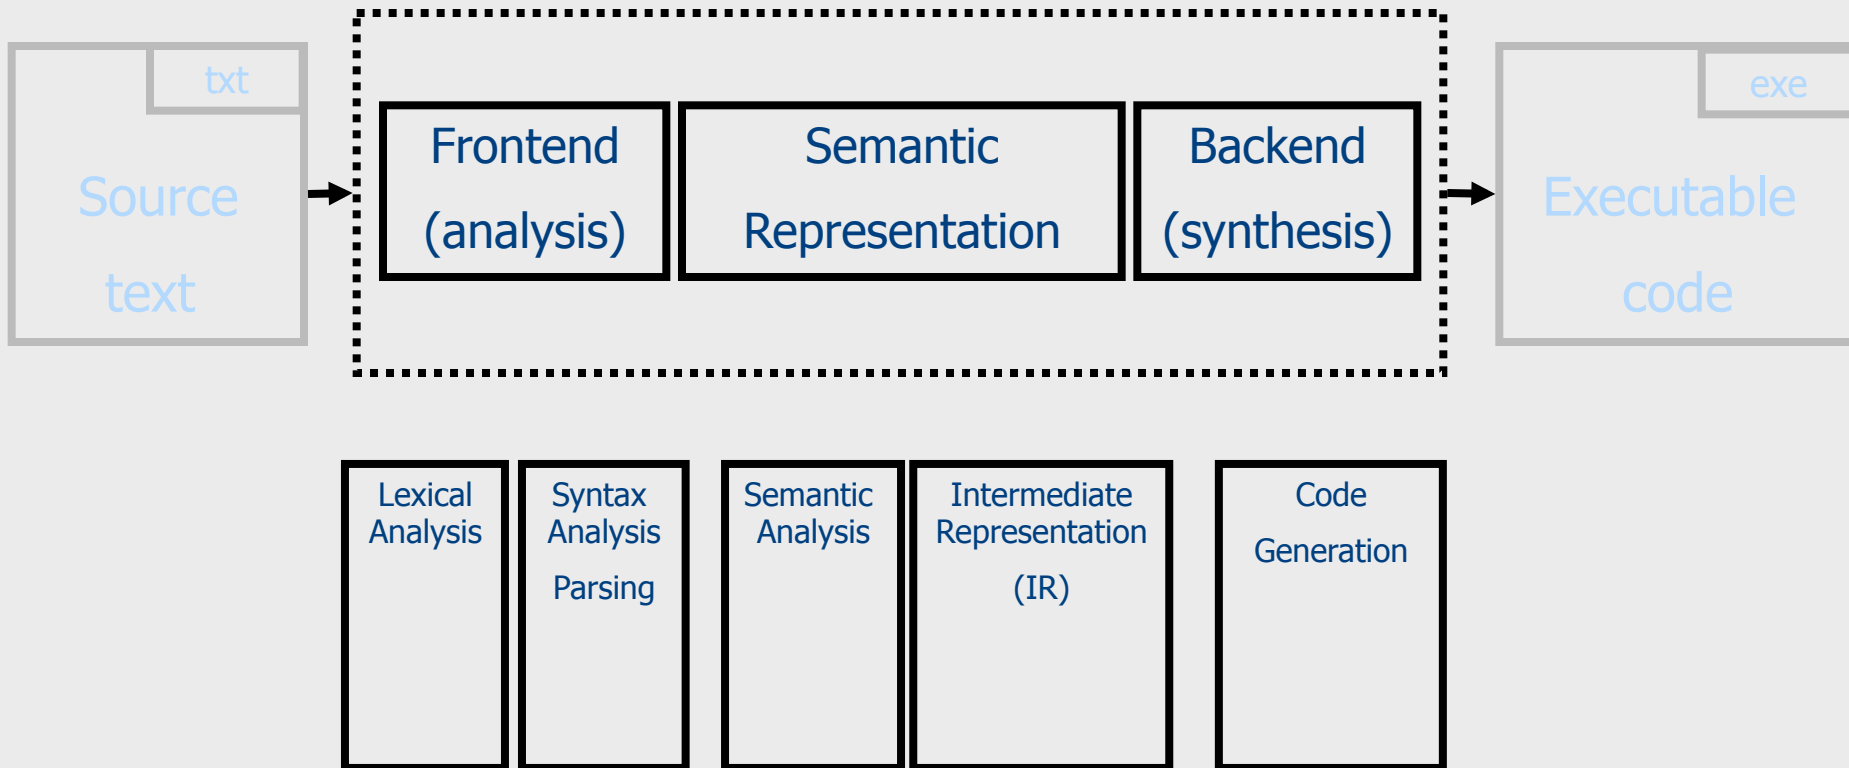 txt
Source
text
Frontend
(analysis)
Semantic
Representation
Backend
(synthesis)
exe
Executable
code
Lexical
Analysis
Syntax
Analysis
Parsing
Semantic
Analysis
Intermediate
Representation
(IR)
Code
Generation